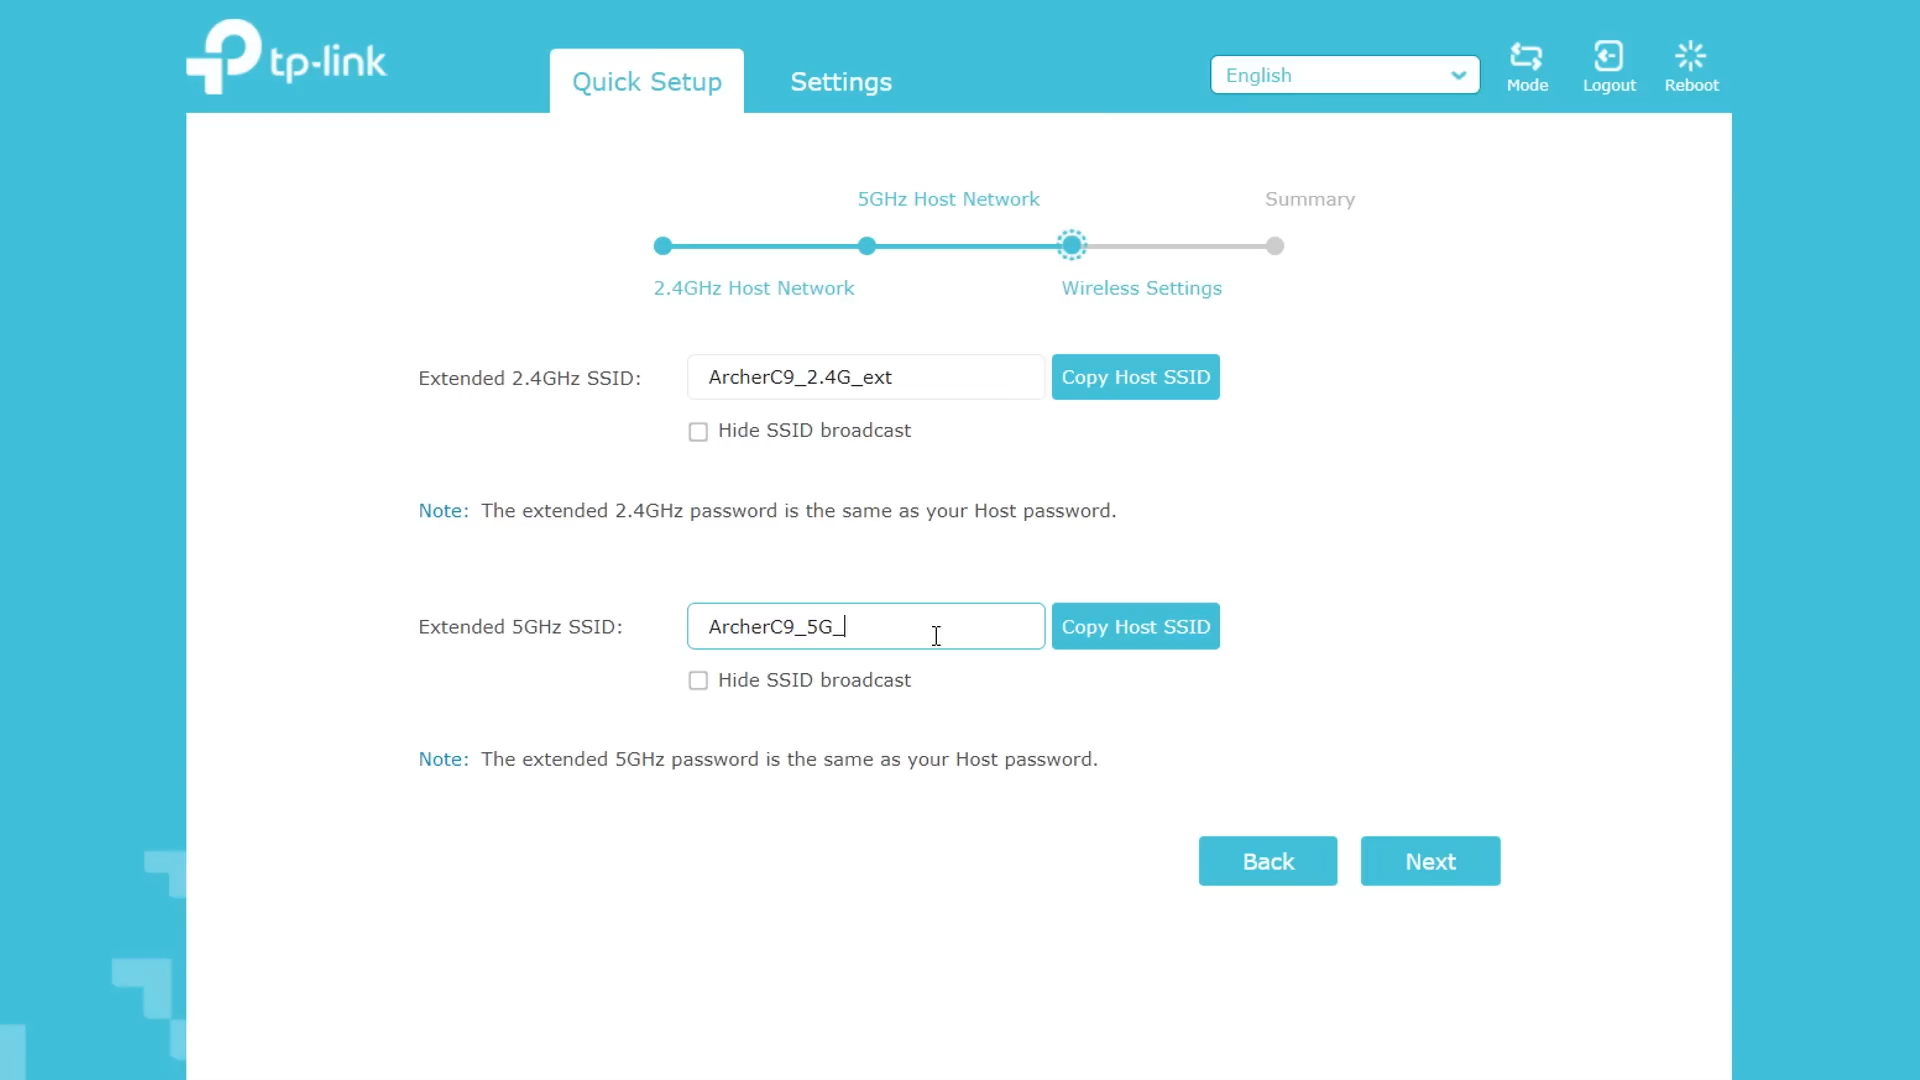 tp-link
Quick Setup
Settings
English
Mode
Logout
Reboot
5GHz Host Network
Summary
2.4GHz Host Network
Wireless Settings
Extended 2.4GHz SSID:
ArcherC9_2.4G_ext
Copy Host SSID
Hide SSID broadcast
Note: The extended 2.4GHz password is the same as your Host password.
Extended 5GHz SSID:
ArcherC9_5G_
Copy Host SSID
Hide SSID broadcast
Note: The extended 5GHz password is the same as your Host password.
Back
Next